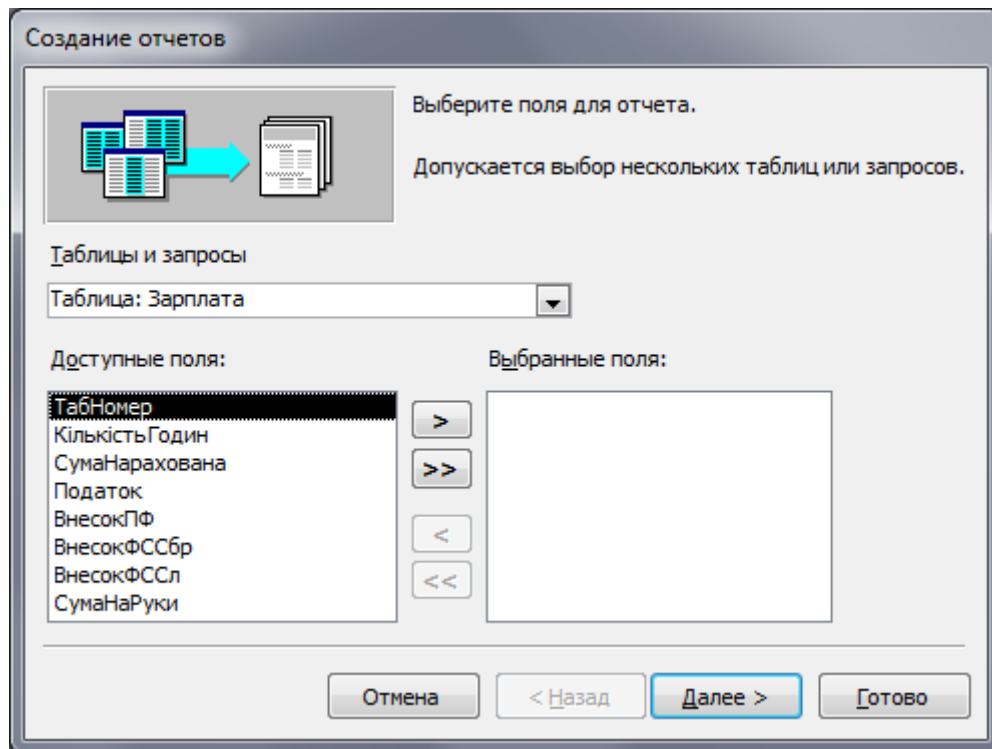 Создание отчетов
Выберите поля для отчета.
Допускается выбор нескольких таблиц или запросов.
Таблицы и запросы
Таблица: Зарплата
Доступные поля:
Выбранные поля:
ТабНомер
КількістьГодин
СумаНарахована
Податок
ВнесокПФ
ВнесокФССбр
ВнесокФССл
СумаНаРуки
>
>>
<
<<
Отмена
< Назад
Далее >
Готово